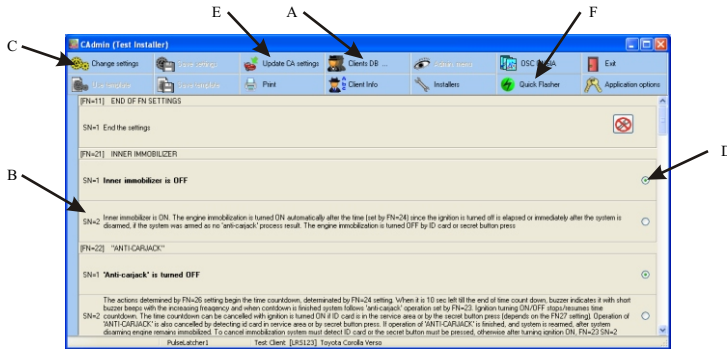 E A F
C
CAdmin (Test Installer)
Change settings Update CA settings Clients DB ... Exit
Print Client Info Installers Quick Flasher Application options
[FN=11] END OF FN SETTINGS
SN=1 End the settings
[FN=21] INNER IMMOBILIZER
D
SN=1 Inner immobilizer is OFF
B
Inner immobilizer is ON. The engine immobilization is turned ON automatically after the time (set by FN=24) since the ignition is turned off is elapsed or immediately after the system is
SN=2 disarmed, if the system was armed as no 'anti-carjack' process result. The engine immobilization is turned OFF by ID card or secret button press
[FN=22] "ANTI-CARJACK"
SN=1 'Anti-carjack' is turned OFF
The actions determined by FN=26 setting begin the time countdown, determinated by FN=24 setting. When it is 10 sec left till the end of time count down, buzzer indicates it with short
buzzer beeps with the increasing freaqency and when contdown is finished system follows 'anti-carjack' operation set by FN=23. Ignition turning ON/OFF stops/resumes time
SN=2 countdown. The time countdown can be cancelled with ignition is turned ON if ID card is in the service area or by the secret button press (depends on the FN27 setting). Operation of
'ANTI-CARJACK' is also cancelled by detecting id card in service area or by secret button press. If operation of 'ANTI-CARJACK' is finished, and system is rearmed, after system
disarming engine remains immobilized. To cancel immobilization system must detect ID card or the secret button must be pressed, otherwise after turning ignition ON, FN=23 SN=2
PulseLatcher1 Test Client [LRS123] Toyota Corolla Verso